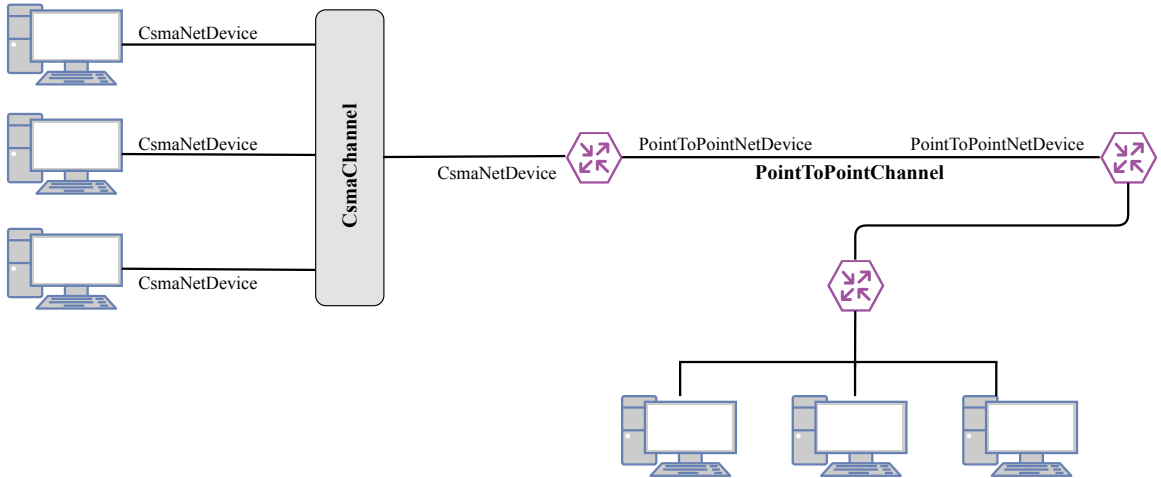 CsmaNetDevice
CsmaNetDevice
CsmaNetDevice
CsmaChannel
CsmaNetDevice
PointToPointNetDevice
PointToPointNetDevice
PointToPointChannel